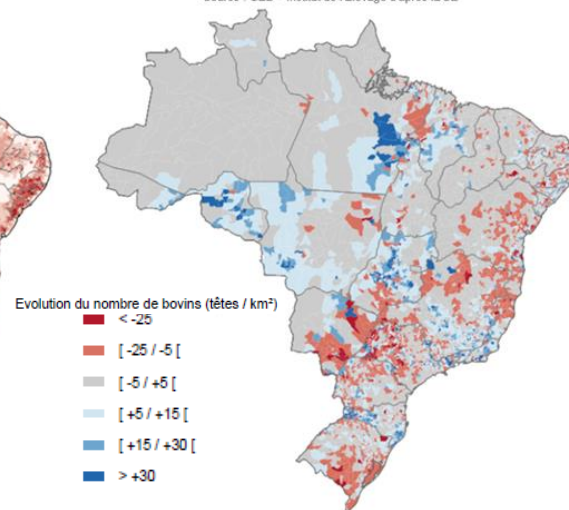 Evolution du nombre de bovins (têtes / km²)
< -25
[ -25 / -5 [
[ -5 / +5 [
[ +5 / +15 [
[ +15 / +30 [
> +30